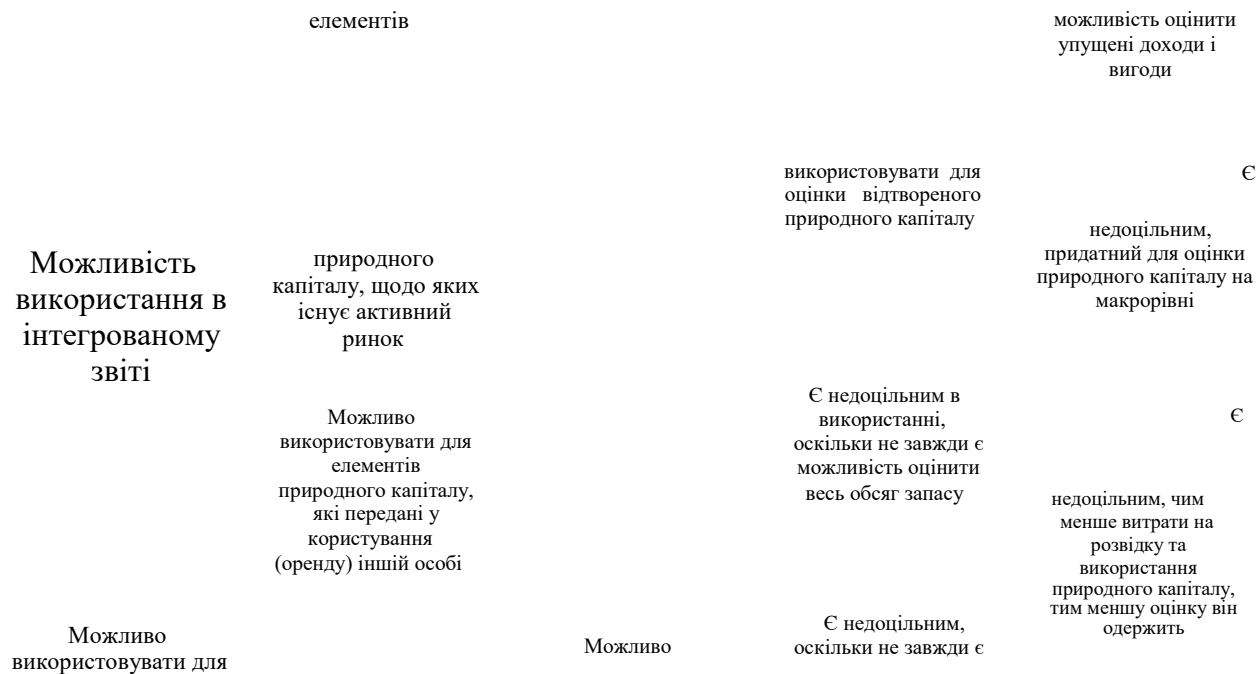 елементів
можливість оцінити
упущені доходи і
вигоди
використовувати для
оцінки відтвореного
природного капіталу
Є
недоцільним,
придатний для оцінки
природного капіталу на
макрорівні
Можливість
використання в
інтегрованому
звіті
природного
капіталу, щодо яких
існує активний
ринок
Можливо
використовувати для
елементів
природного капіталу,
які передані у
користування
(оренду) іншій особі
Є недоцільним в
використанні,
оскільки не завжди є
можливість оцінити
весь обсяг запасу
Є
недоцільним, чим
менше витрати на
розвідку та
використання
природного капіталу,
тим меншу оцінку він
одержить
Можливо
використовувати для
Можливо
Є недоцільним,
оскільки не завжди є